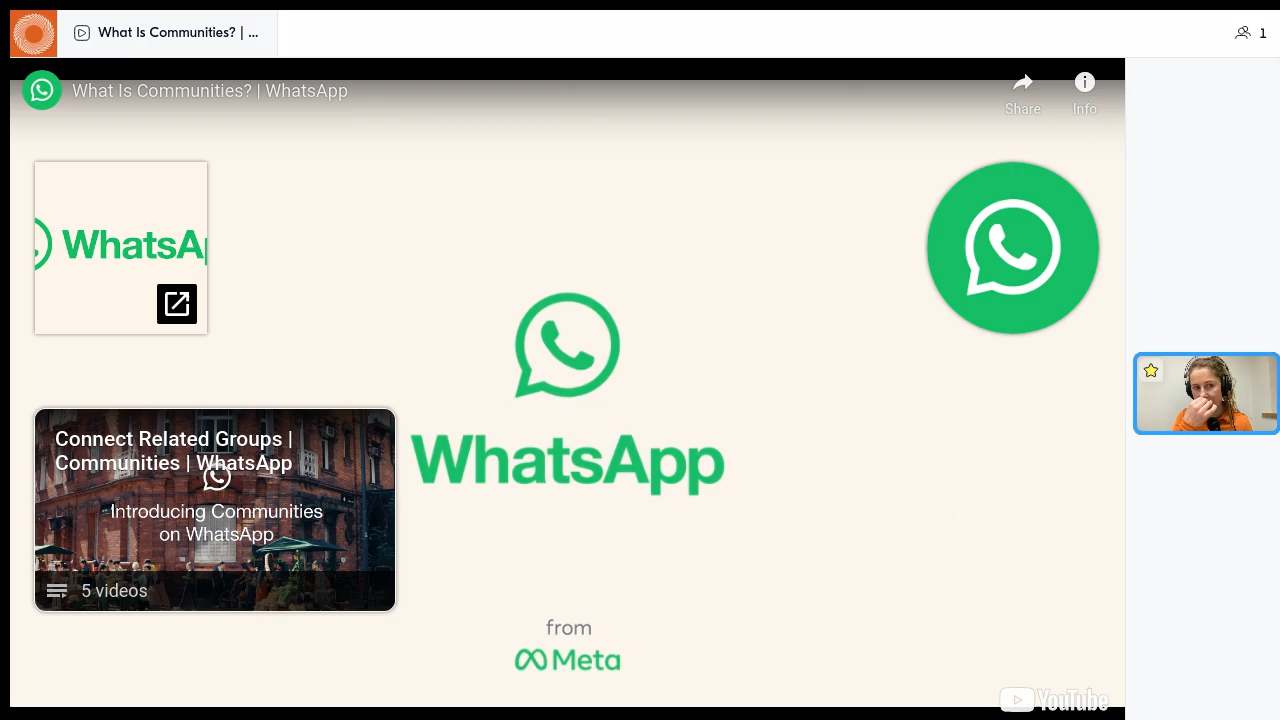 What Is Communities? | ...
1
What Is Communities? | WhatsApp
Share
Info
WhatsAp
WhatsApp
Connect Related Groups |
Communities | WhatsApp
Introducing Communities
on WhatsApp
5 videos
from
Meta
YouTube